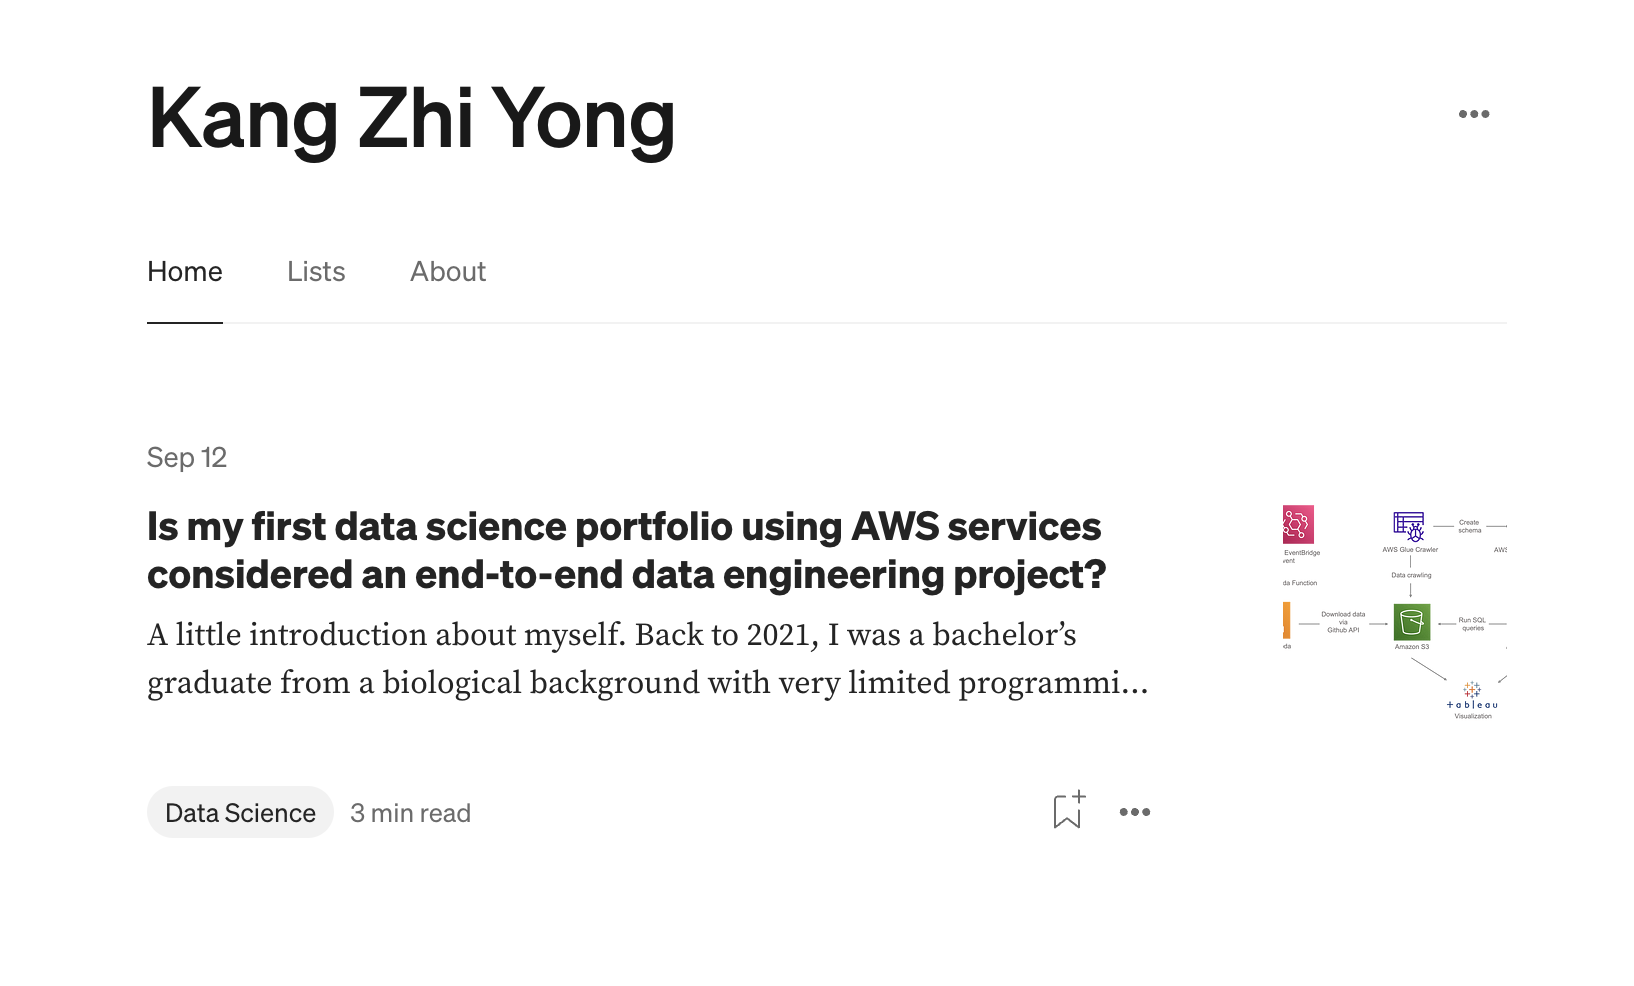 Kang Zhi Yong
Home Lists About
Sep 12
Is my first data science portfolio using AWS services
considered an end-to-end data engineering project?
A little introduction about myself. Back to 2021, I was a bachelor’s
graduate from a biological background with very limited programmi...
Data Science 3 min read
EventBridge
vent
da Function
da
AWS Glue Crawler
Create
schema
AWS
Data crawling
Download data
via
Github API
Amazon S3
Run SQL
queries
+ableau
Visualization